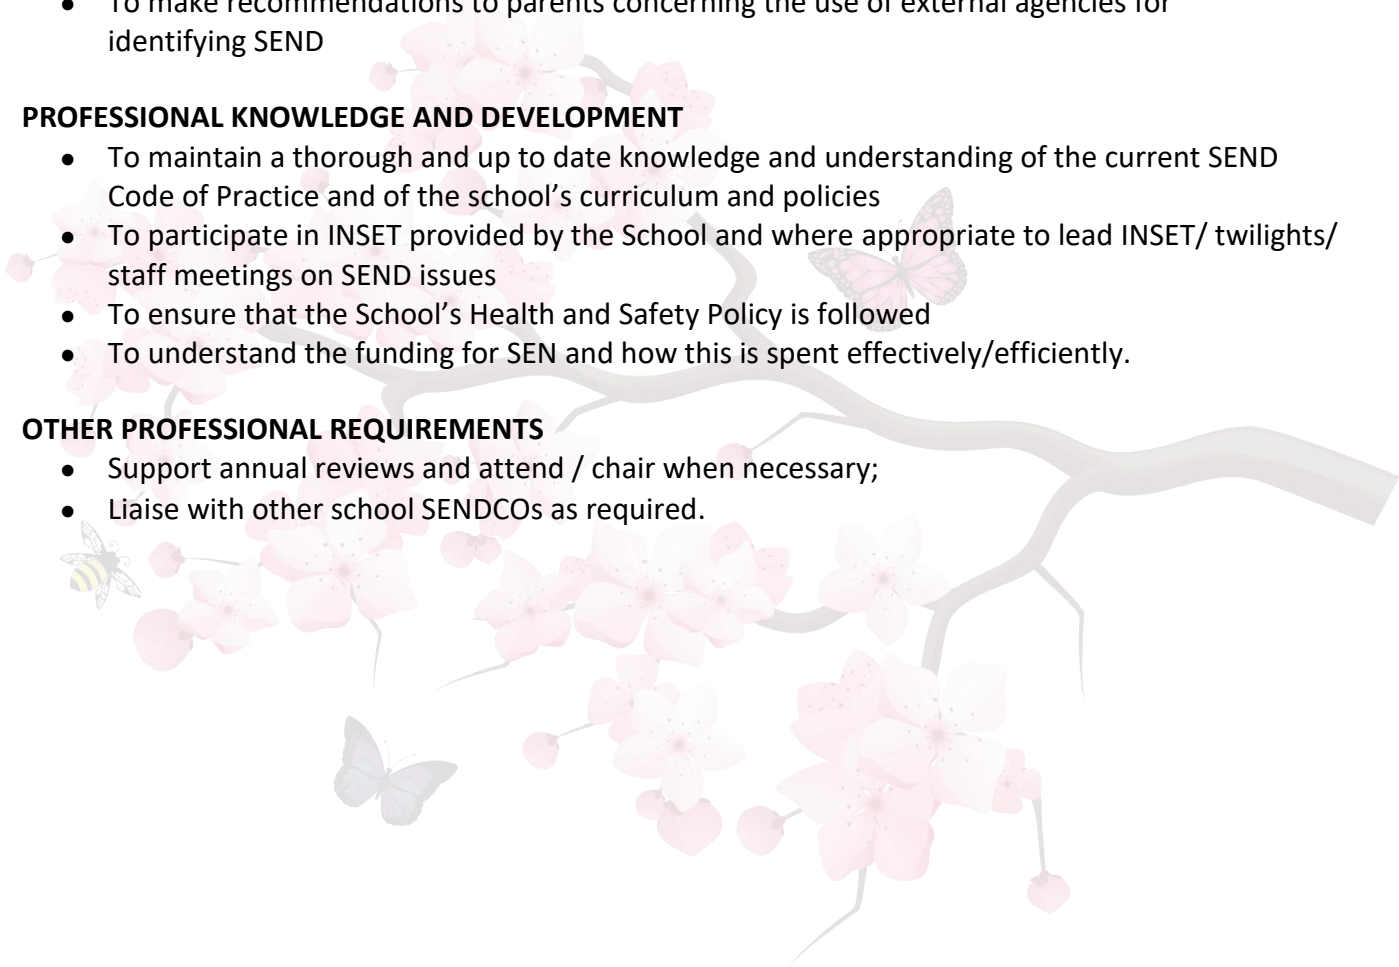 • To make recommendations to parents concerning the use of external agencies for
identifying SEND
PROFESSIONAL KNOWLEDGE AND DEVELOPMENT
• To maintain a thorough and up to date knowledge and understanding of the current SEND
Code of Practice and of the school’s curriculum and policies
• To participate in INSET provided by the School and where appropriate to lead INSET/ twilights/
staff meetings on SEND issues
• To ensure that the School’s Health and Safety Policy is followed
• To understand the funding for SEN and how this is spent effectively/efficiently.
OTHER PROFESSIONAL REQUIREMENTS
• Support annual reviews and attend / chair when necessary;
• Liaise with other school SENDCOs as required.